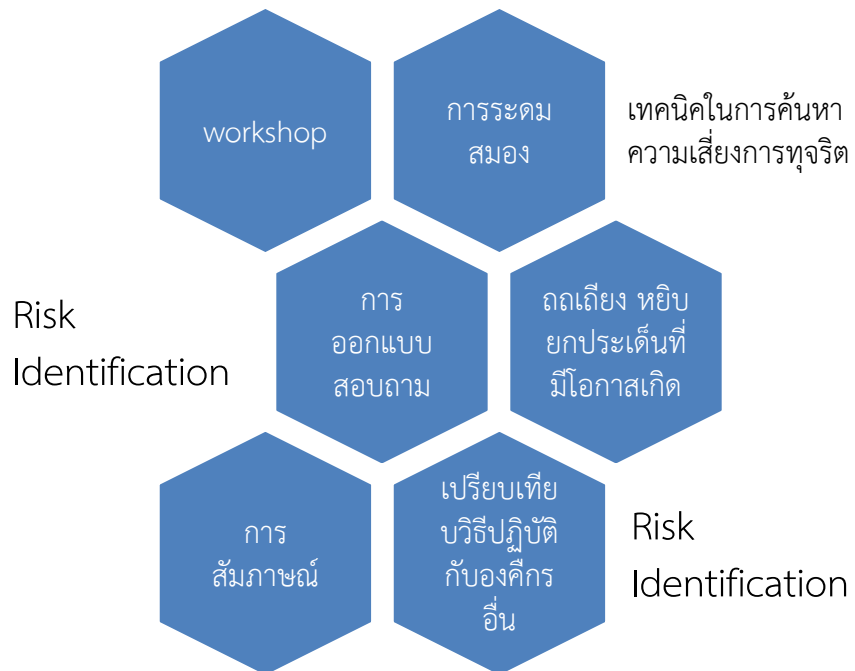 workshop
การระดม
สมอง
เทคนิคในการค้นหา
ความเสี่ยงการทุจริต
Risk
Identification
การ
ออกแบบ
สอบถาม
ถถเถียง หยิบ
ยกประเด็นที่
มีโอกาสเกิด
การ
สัมภาษณ์
เปรียบเทีย
บวิธีปฏิบัติ
กับองคืกร
อื่น
Risk
Identification